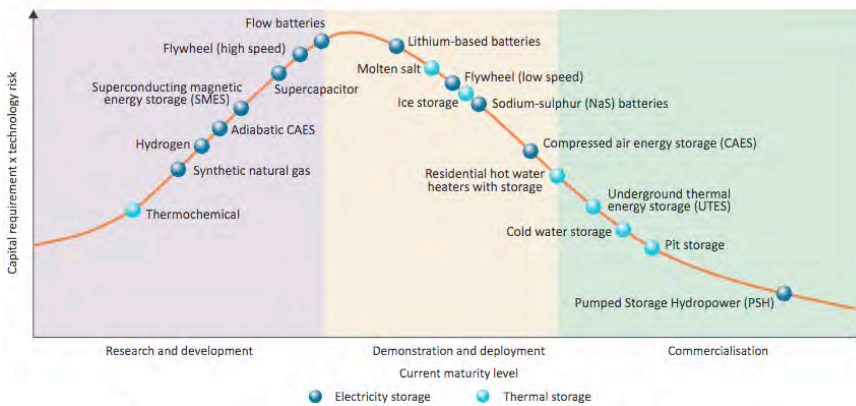 Capital requirement x technology risk
Flow batteries
Flywheel (high speed)
Lithium-based batteries
Molten salt
Flywheel (low speed)
Superconducting magnetic
energy storage (SMES)
Supercapacitor
Ice storage
Sodium-sulphur (NaS) batteries
Adiabatic CAES
Hydrogen
Compressed air energy storage (CAES)
Synthetic natural gas
Residential hot water
heaters with storage
Thermochemical
Underground thermal
energy storage (UTES)
Cold water storage
Pit storage
Pumped Storage Hydropower (PSH)
Research and development
Demonstration and deployment
Commercialisation
Current maturity level
Electricity storage
Thermal storage